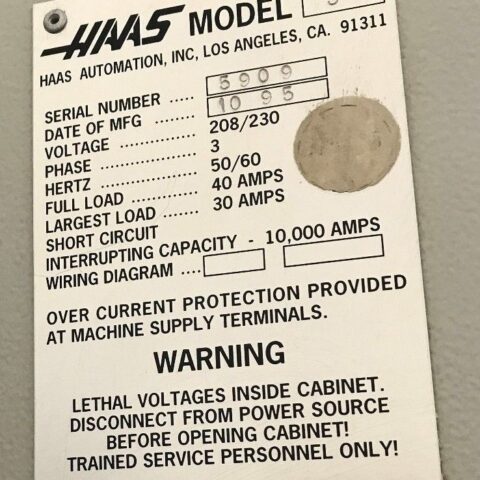 HAAS MODEL
HAAS AUTOMATION, INC, LOS ANGELES, CA. 91311
SERIAL NUMBER ..... 5909
DATE OF MFG ........ 10 95
VOLTAGE .............. 208/230
PHASE ................. 3
HERTZ .................. 50/60
FULL LOAD ............ 40 AMPS
LARGEST LOAD ....... 30 AMPS
SHORT CIRCUIT
INTERRUPTING CAPACITY - 10,000 AMPS
WIRING DIAGRAM ....
OVER CURRENT PROTECTION PROVIDED
AT MACHINE SUPPLY TERMINALS.
WARNING
LETHAL VOLTAGES INSIDE CABINET.
DISCONNECT FROM POWER SOURCE
BEFORE OPENING CABINET!
TRAINED SERVICE PERSONNEL ONLY!